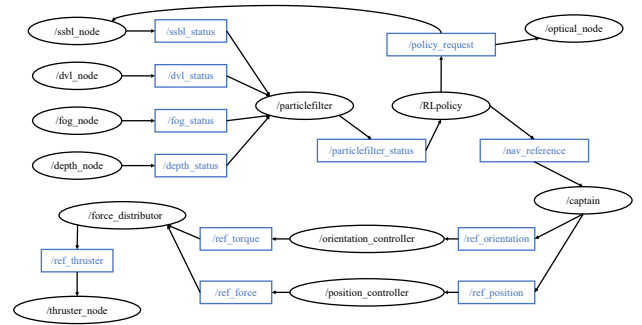 /ssbl_node
/ssbl_status
/policy_request
/optical_node
/dvl_node
/dvl_status
/particlefilter
/RLpolicy
/fog_node
/fog_status
/particlefilter_status
/nav_reference
/depth_node
/depth_status
/captain
/force_distributor
/ref_torque
/orientation_controller
/ref_orientation
/ref_thruster
/ref_force
/position_controller
/ref_position
/thruster_node